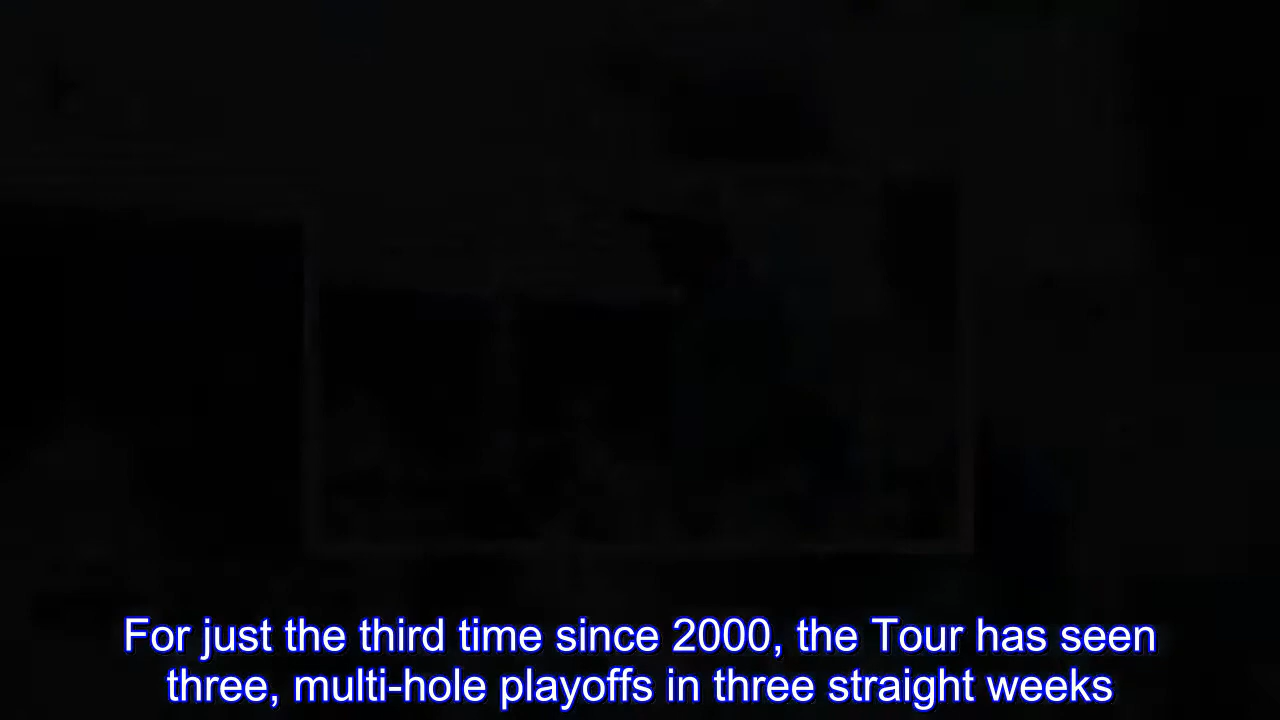 For just the third time since 2000, the Tour has seen
three, multi-hole playoffs in three straight weeks